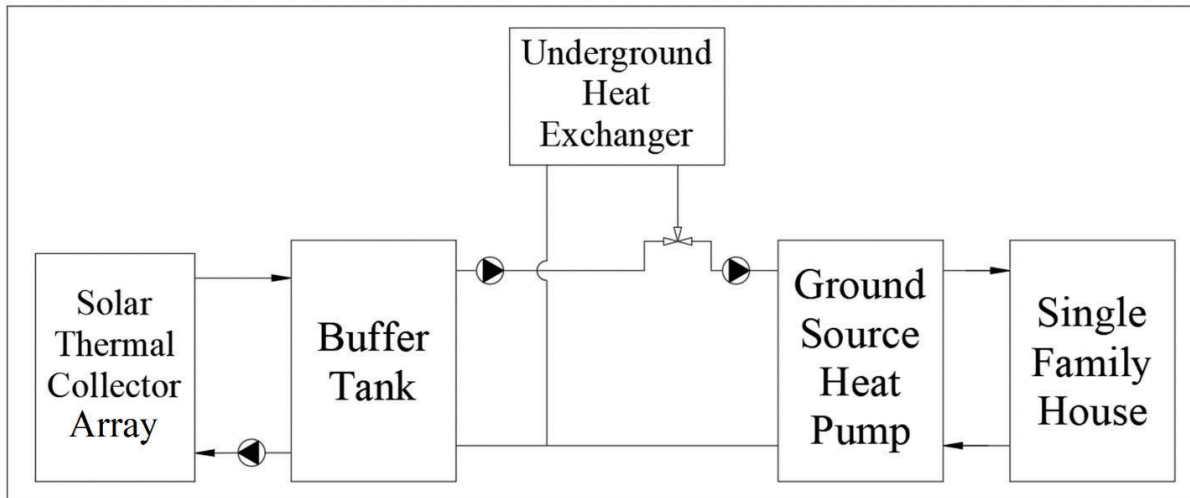 Underground
Heat
Exchanger
Solar
Thermal
Collector
Array
Buffer
Tank
Ground
Source
Heat
Pump
Single
Family
House